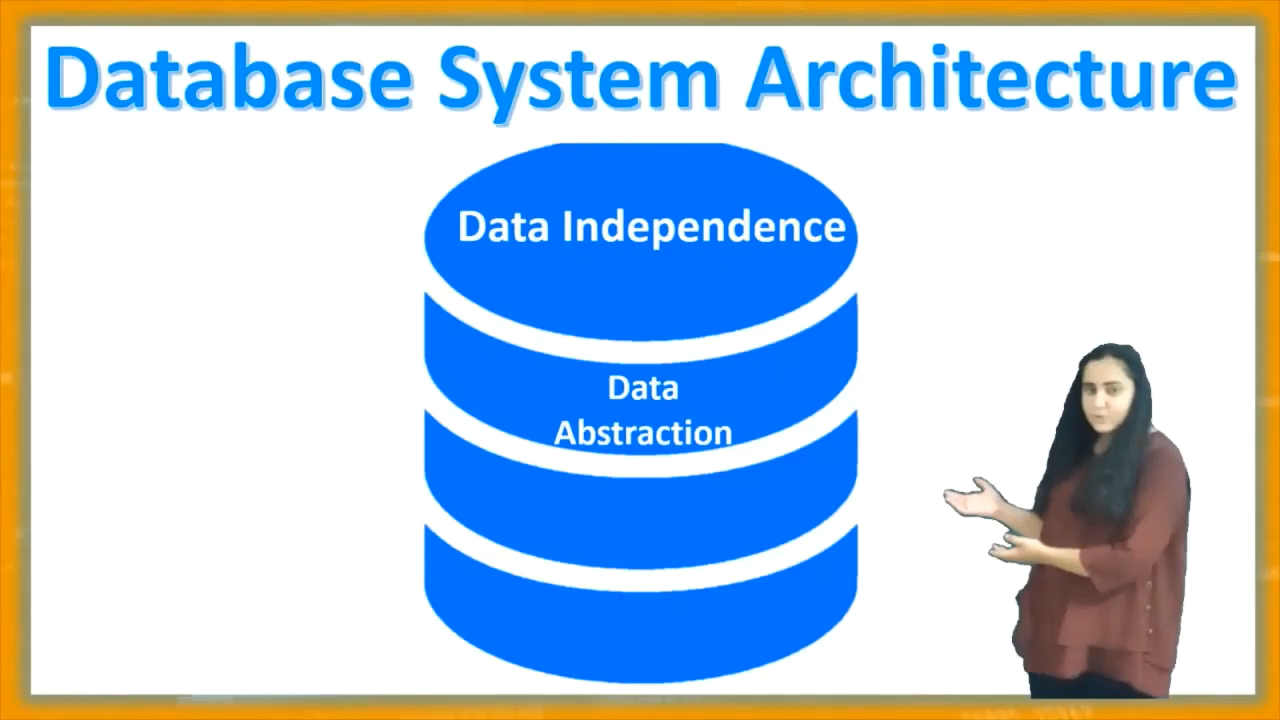 Database System Architecture
Data Independence
Data
Abstraction